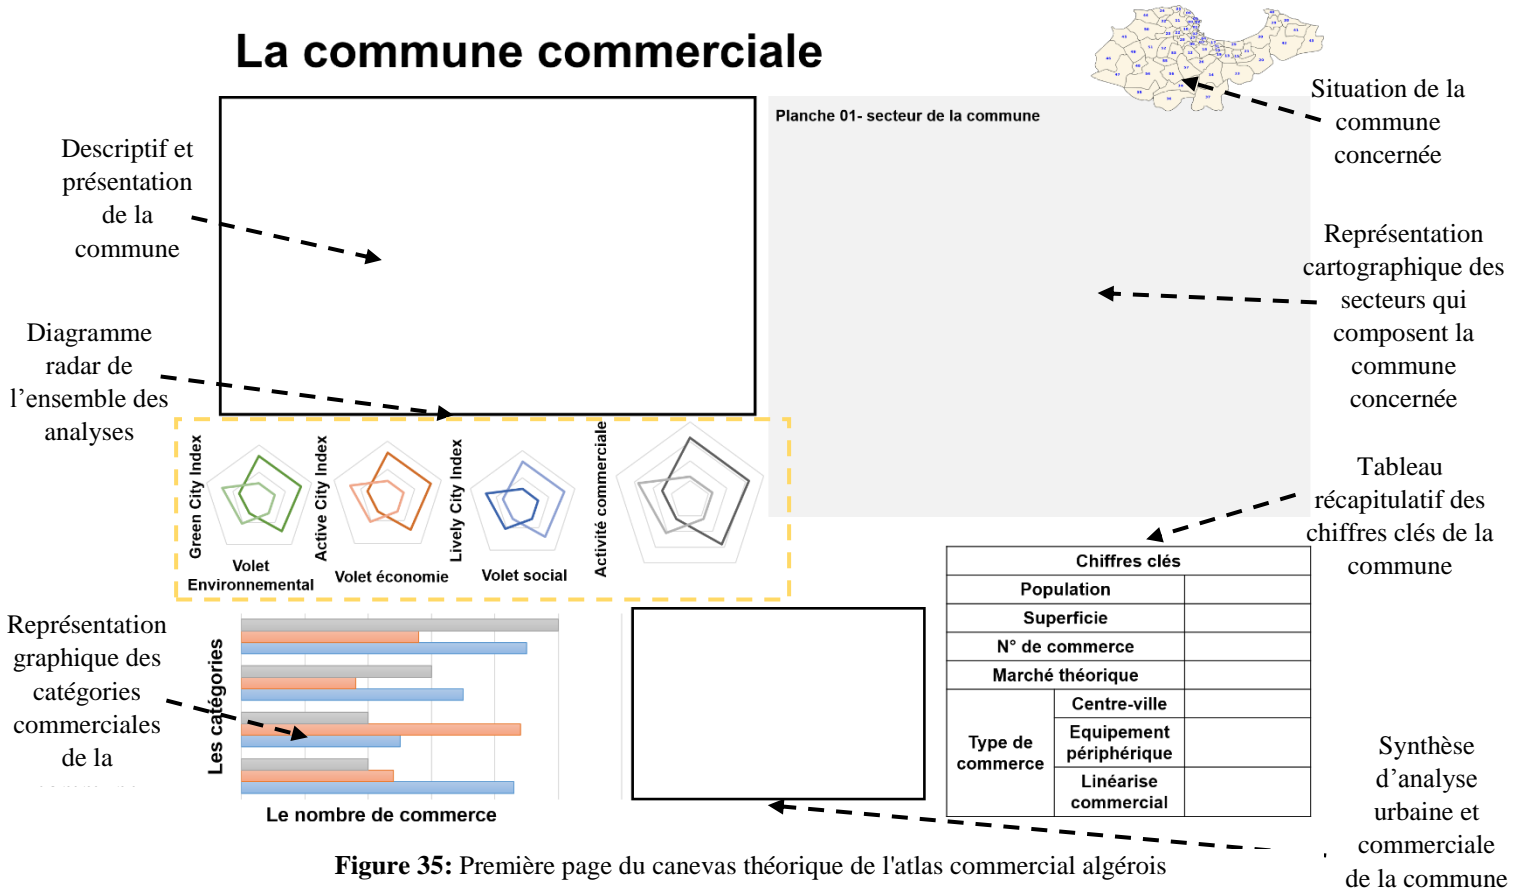 La commune commerciale
Situation de la
commune
concernée
Planche 01- secteur de la commune
Descriptif et
présentation
de la
commune
Représentation
cartographique des
secteurs qui
composent la
commune
concernée
Diagramme
radar de
l’ensemble des
analyses
Green City Index
Volet
Environnemental
Active City Index
Volet économie
Lively City Index
Volet social
Activité commerciale
Tableau
récapitulatif des
chiffres clés de la
commune
Chiffres clés
Population
Superficie
N° de commerce
Marché théorique
Type de
commerce
Centre-ville
Equipement
périphérique
Linéarise
commercial
Représentation
graphique des
catégories
commerciales
de la
Les catégories
Le nombre de commerce
Synthèse
d’analyse
urbaine et
commerciale
de la commune
Figure 35: Première page du canevas théorique de l'atlas commercial algérois